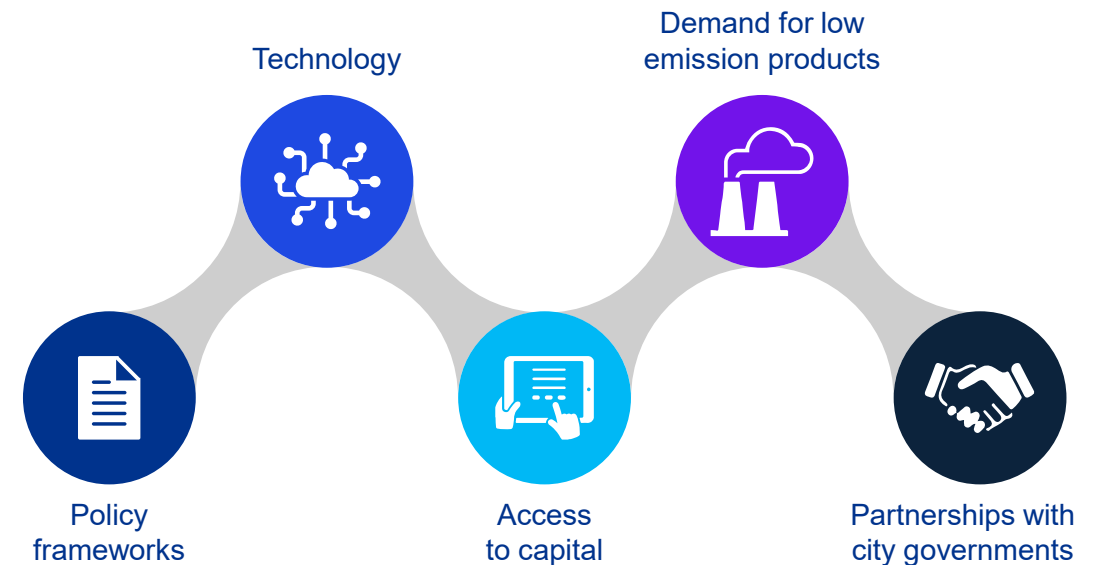 Demand for low
emission products
Technology
Policy
frameworks
Access
to capital
Partnerships with
city governments